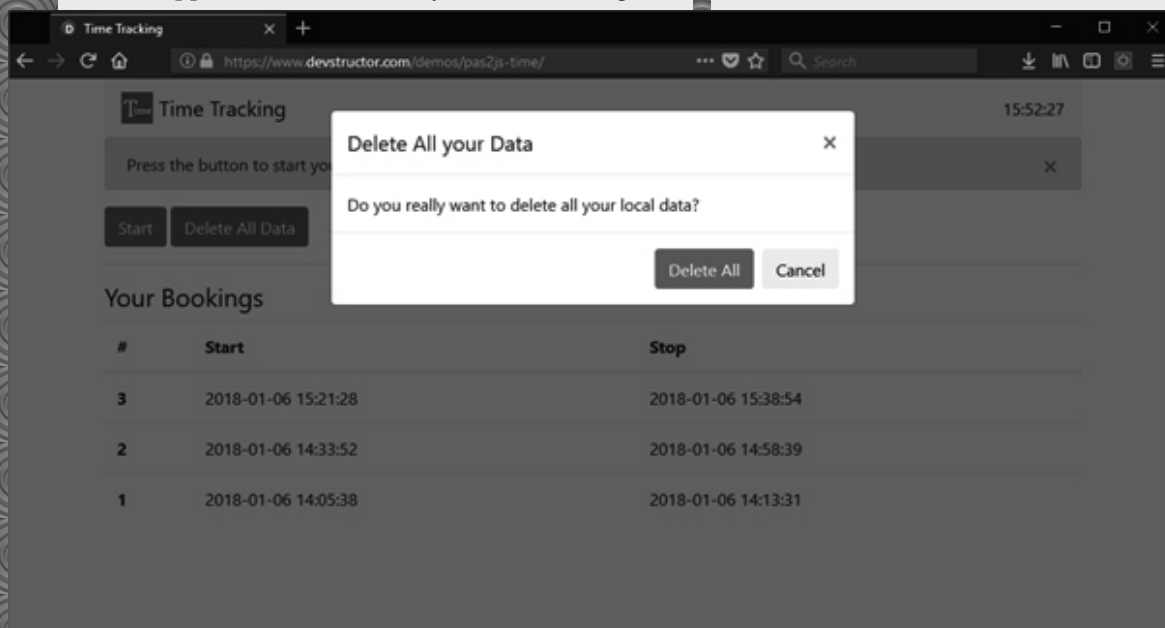 Time Tracking
https://www.devstructor.com/demos/pas2js-time/
Search
Time
Time Tracking
15:52:27
Press the button to start
Delete All your Data
Do you really want to delete all your local data?
Delete All
Cancel
Start
Delete All Data
Your Bookings
# Start Stop
3 2018-01-06 15:21:28 2018-01-06 15:38:54
2 2018-01-06 14:33:52 2018-01-06 14:58:39
1 2018-01-06 14:05:38 2018-01-06 14:13:31